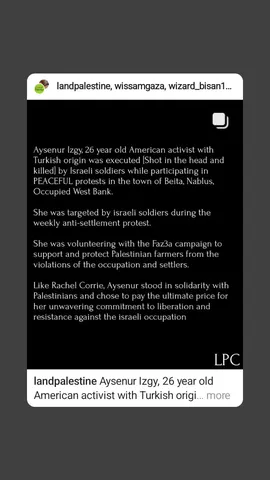 landpalestine, wissamgaza, wizard_bisan1...
Aysenur Izgy, 26 year old American activist with
Turkish origin was executed [Shot in the head and
killed] by Israeli soldiers while participating in
PEACEFUL protests in the town of Beita, Nablus,
Occupied West Bank.
She was targeted by israeli soldiers during the
weekly anti-settlement protest.
She was volunteering with the Faz3a campaign to
support and protect Palestinian farmers from the
violations of the occupation and settlers.
Like Rachel Corrie, Aysenur stood in solidarity with
Palestinians and chose to pay the ultimate price for
her unwavering commitment to liberation and
resistance against the israeli occupation
LPC
landpalestine Aysenur Izgy, 26 year old
American activist with Turkish origi... more